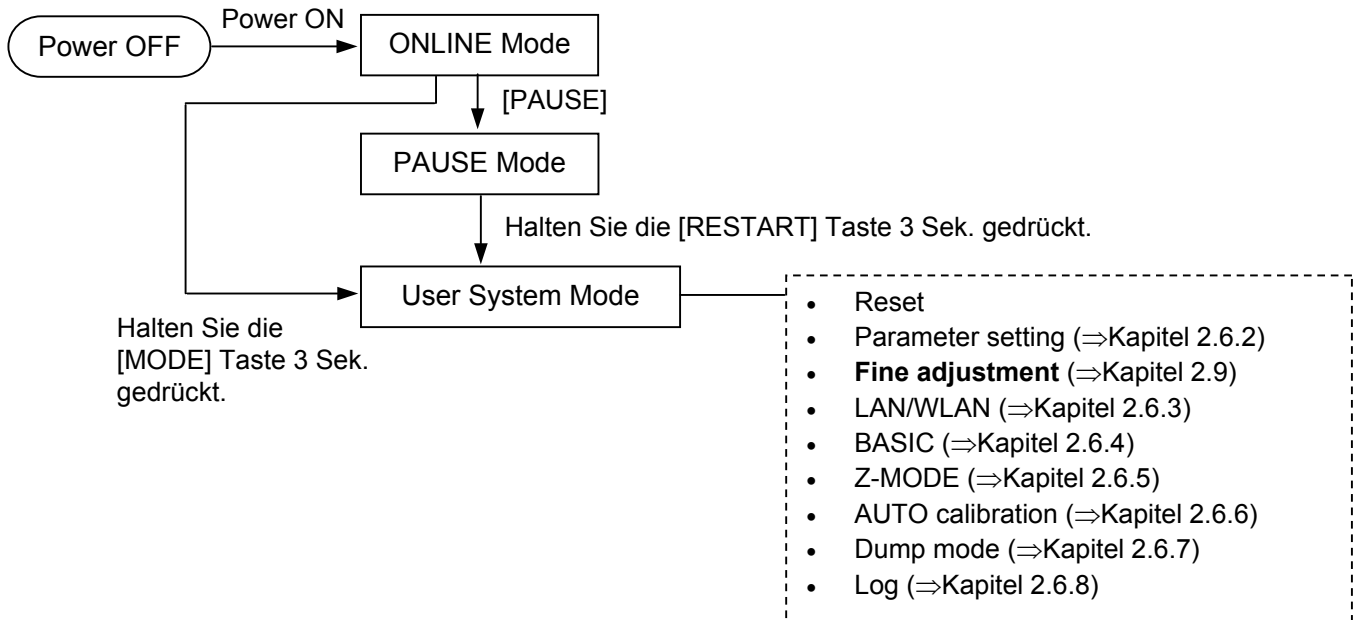 Power OFF
Power ON
ONLINE Mode
[PAUSE]
PAUSE Mode
Halten Sie die [RESTART] Taste 3 Sek. gedrückt.
User System Mode
Halten Sie die
[MODE] Taste 3 Sek.
gedrückt.
• Reset
• Parameter setting (⇒Kapitel 2.6.2)
• Fine adjustment (⇒Kapitel 2.9)
• LAN/WLAN (⇒Kapitel 2.6.3)
• BASIC (⇒Kapitel 2.6.4)
• Z-MODE (⇒Kapitel 2.6.5)
• AUTO calibration (⇒Kapitel 2.6.6)
• Dump mode (⇒Kapitel 2.6.7)
• Log (⇒Kapitel 2.6.8)